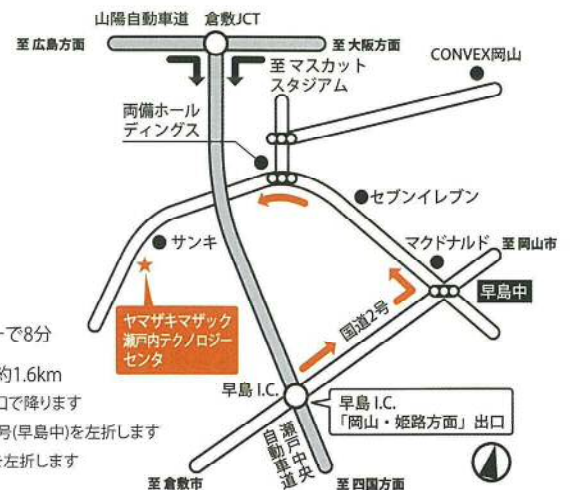 山陽自動車道 倉敷JCT
至 広島方面
至 大阪方面
至 マスカット
スタジアム
CONVEX岡山
両備ホール
ディングス
セブンイレブン
サンキ
マクドナルド
至 岡山市
早島中
ヤマザキマザック
瀬戸内テクノロジー
センタ
国道2号
ーで8分
約1.6km
口で降ります
号(早島中)を左折します
を左折します
早島 I.C.
早島 I.C.
「岡山・姫路方面」出口
瀬戸中央
自動車道
至 倉敷市
至 四国方面